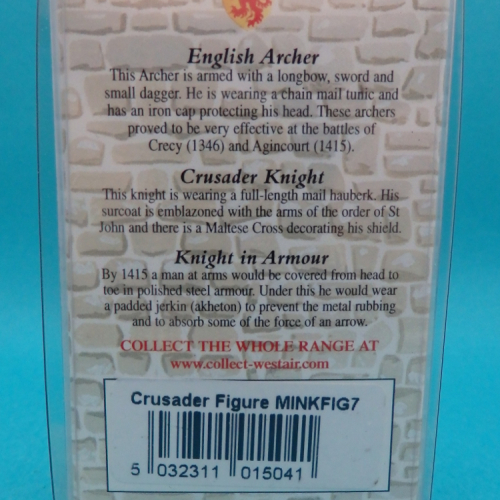 English Archer
This Archer is armed with a longbow, sword and
small dagger. He is wearing a chain mail tunic and
has an iron cap protecting his head. These archers
proved to be very effective at the battles of
Crecy (1346) and Agincourt (1415).
Crusader Knight
This knight is wearing a full-length mail hauberk. His
surcoat is emblazoned with the arms of the order of St
John and there is a Maltese Cross decorating his shield.
Knight in Armour
By 1415 a man at arms would be covered from head to
toe in polished steel armour. Under this he would wear
a padded jerkin (akheton) to prevent the metal rubbing
and to absorb some of the force of an arrow.
COLLECT THE WHOLE RANGE AT
www.collect-westair.com
Crusader Figure MINKFIG7
5 032311 015041